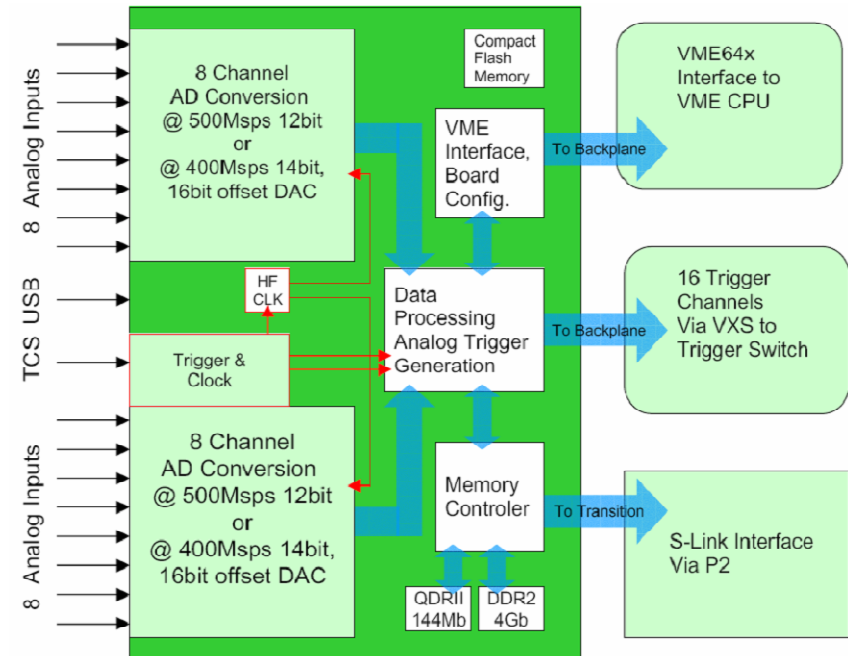 8 Analog Inputs
8 Channel
AD Conversion
@ 500Msps 12bit
or
@ 400Msps 14bit,
16bit offset DAC
Compact
Flash
Memory
VME
Interface,
Board
Config.
To Backplane
VME64x
Interface to
VME CPU
TCS USB
HF
CLK
Trigger &
Clock
Data
Processing
Analog Trigger
Generation
To Backplane
16 Trigger
Channels
Via VXS to
Trigger Switch
8 Analog Inputs
8 Channel
AD Conversion
@ 500Msps 12bit
or
@ 400Msps 14bit,
16bit offset DAC
Memory
Controler
To Transition
S-Link Interface
Via P2
QDRII
144Mb
DDR2
4Gb